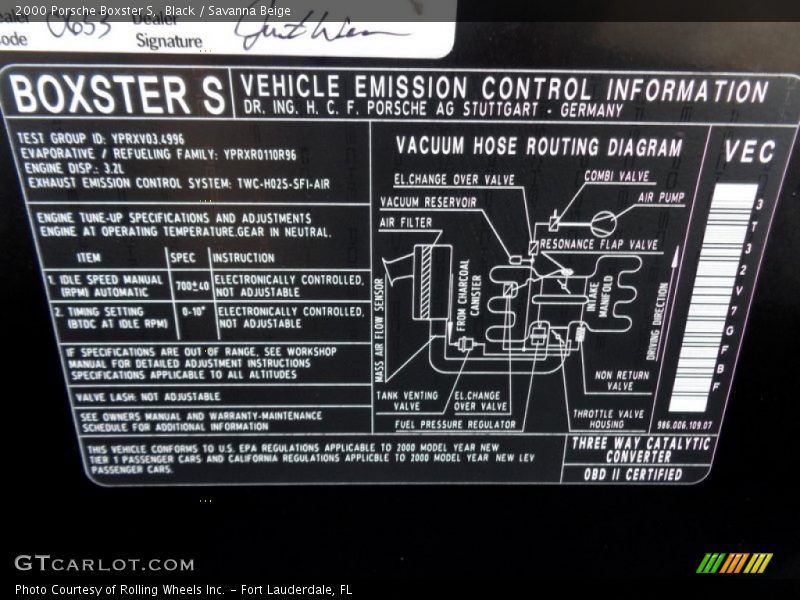 2000 Porsche Boxster S , Black / Savanna Beige
Dealer
Code
0653
Signature
BOXSTER S
VEHICLE EMISSION CONTROL INFORMATION
DR. ING. H. C. F. PORSCHE AG STUTTGART - GERMANY
TEST GROUP ID: YPRXV03.4996
EVAPORATIVE / REFUELING FAMILY: YPRXR0110R96
ENGINE DISP.: 3.2L
EXHAUST EMISSION CONTROL SYSTEM: TWC-HO2S-SFI-AIR
ENGINE TUNE-UP SPECIFICATIONS AND ADJUSTMENTS
ENGINE AT OPERATING TEMPERATURE.GEAR IN NEUTRAL.
ITEM SPEC INSTRUCTION
1. IDLE SPEED MANUAL
(RPM) AUTOMATIC
700±40
ELECTRONICALLY CONTROLLED,
NOT ADJUSTABLE
2. TIMING SETTING
(BTDC AT IDLE RPM)
0-10°
ELECTRONICALLY CONTROLLED,
NOT ADJUSTABLE
IF SPECIFICATIONS ARE OUT OF RANGE, SEE WORKSHOP
MANUAL FOR DETAILED ADJUSTMENT INSTRUCTIONS
SPECIFICATIONS APPLICABLE TO ALL ALTITUDES
VALVE LASH: NOT ADJUSTABLE
SEE OWNERS MANUAL AND WARRANTY-MAINTENANCE
SCHEDULE FOR ADDITIONAL INFORMATION
VACUUM HOSE ROUTING DIAGRAM
EL.CHANGE OVER VALVE
COMBI VALVE
VACUUM RESERVOIR
AIR PUMP
AIR FILTER
RESONANCE FLAP VALVE
MASS AIR FLOW SENSOR
FROM CHARCOAL
CANISTER
INTAKE
MANIFOLD
DRIVING DIRECTION
NON RETURN
VALVE
TANK VENTING
VALVE
EL.CHANGE
OVER VALVE
THROTTLE VALVE
HOUSING
FUEL PRESSURE REGULATOR
VEC
3T32V7GFBF
986.006.109.07
THIS VEHICLE CONFORMS TO U.S. EPA REGULATIONS APPLICABLE TO 2000 MODEL YEAR NEW
TIER 1 PASSENGER CARS AND CALIFORNIA REGULATIONS APPLICBLE TO 2000 MODEL YEAR NEW LEV
PASSENGER CARS.
THREE WAY CATALYTIC
CONVERTER
OBD II CERTIFIED
GTCARLOT.COM
Photo Courtesy of Rolling Wheels Inc. – Fort Lauderdale, FL